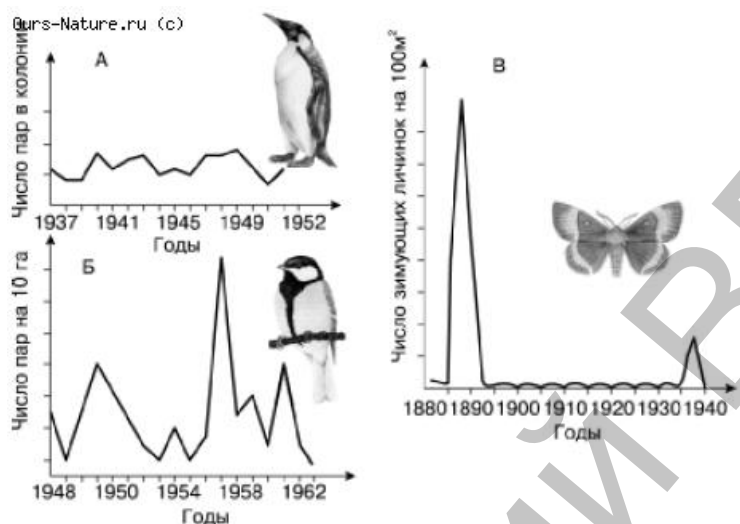 Ours-Nature.ru (c)
А
Число пар в колонии
1937 1941 1945 1949 1952
Годы
Б
Число пар на 10 га
1948 1950 1954 1958 1962
Годы
В
Число зимующих личинок на 100м²
1880 1890 1900 1910 1920 1930 1940
Годы